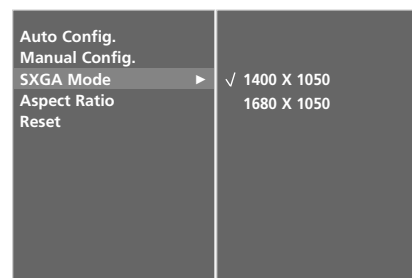 Auto Config.
Manual Config.
SXGA Mode ►
Aspect Ratio
Reset
√ 1400 X 1050
1680 X 1050